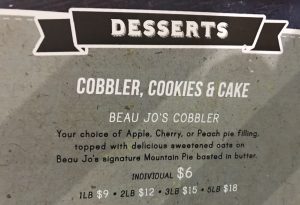 DESSERTS
COBBLER, COOKIES & CAKE
BEAU JO'S COBBLER
Your choice of Apple, Cherry, or Peach pie filling,
topped with delicious sweetened oats on
Beau Jo's signature Mountain Pie basted in butter.
INDIVIDUAL $6
1LB $9 • 2LB $12 • 3LB $15 • 5LB $18